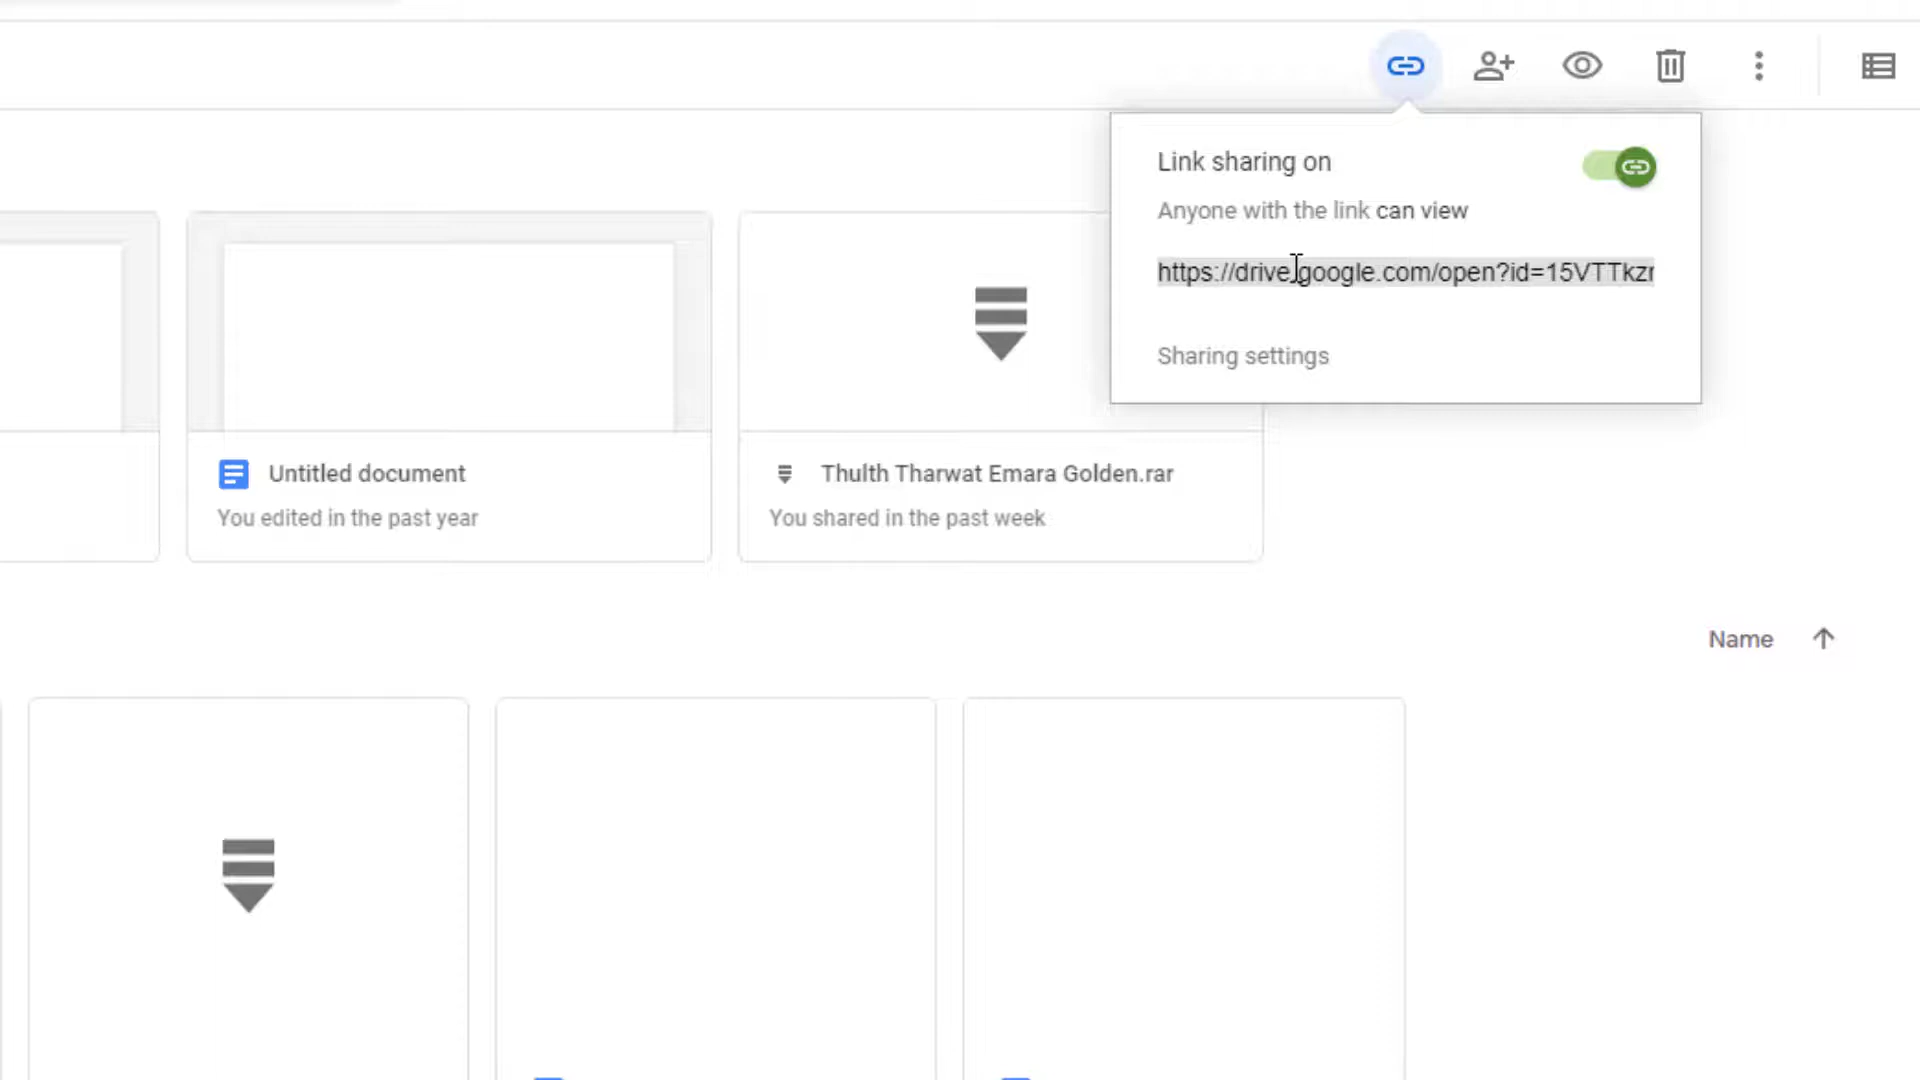 Link sharing on
Anyone with the link can view
https://drive.google.com/open?id=15VTTkzr
Sharing settings
Untitled document
You edited in the past year
Thulth Tharwat Emara Golden.rar
You shared in the past week
Name